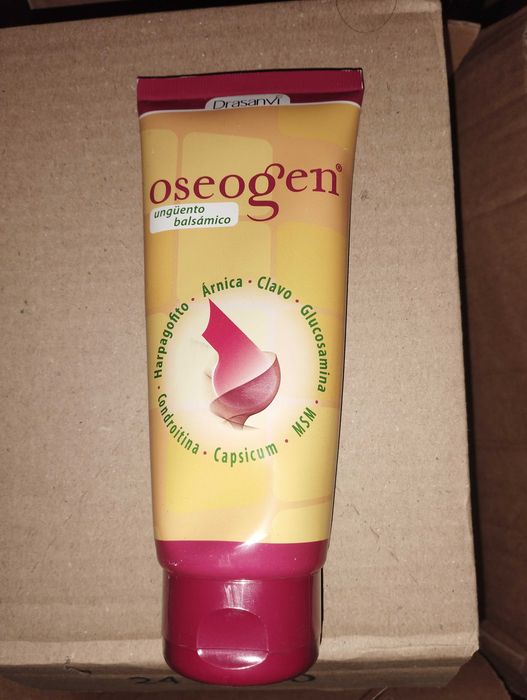 Drasanvi
oseogen®
ungüento
balsámico
Harpagofito · Árnica · Clavo · Glucosamina · MSM · Capsicum · Condroitina ·